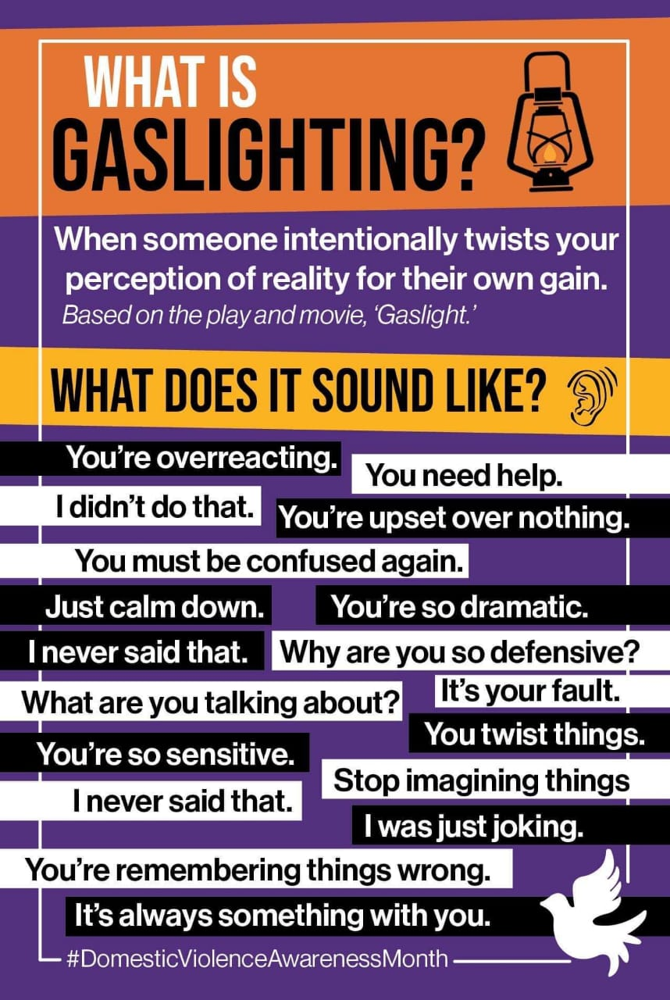 WHAT IS
GASLIGHTING?
When someone intentionally twists your
perception of reality for their own gain.
Based on the play and movie, ‘Gaslight.’
WHAT DOES IT SOUND LIKE?
You’re overreacting.
You need help.
I didn’t do that.
You’re upset over nothing.
You must be confused again.
Just calm down.
You’re so dramatic.
I never said that.
Why are you so defensive?
What are you talking about?
It’s your fault.
You twist things.
You’re so sensitive.
Stop imagining things
I never said that.
I was just joking.
You’re remembering things wrong.
It’s always something with you.
#DomesticViolenceAwarenessMonth